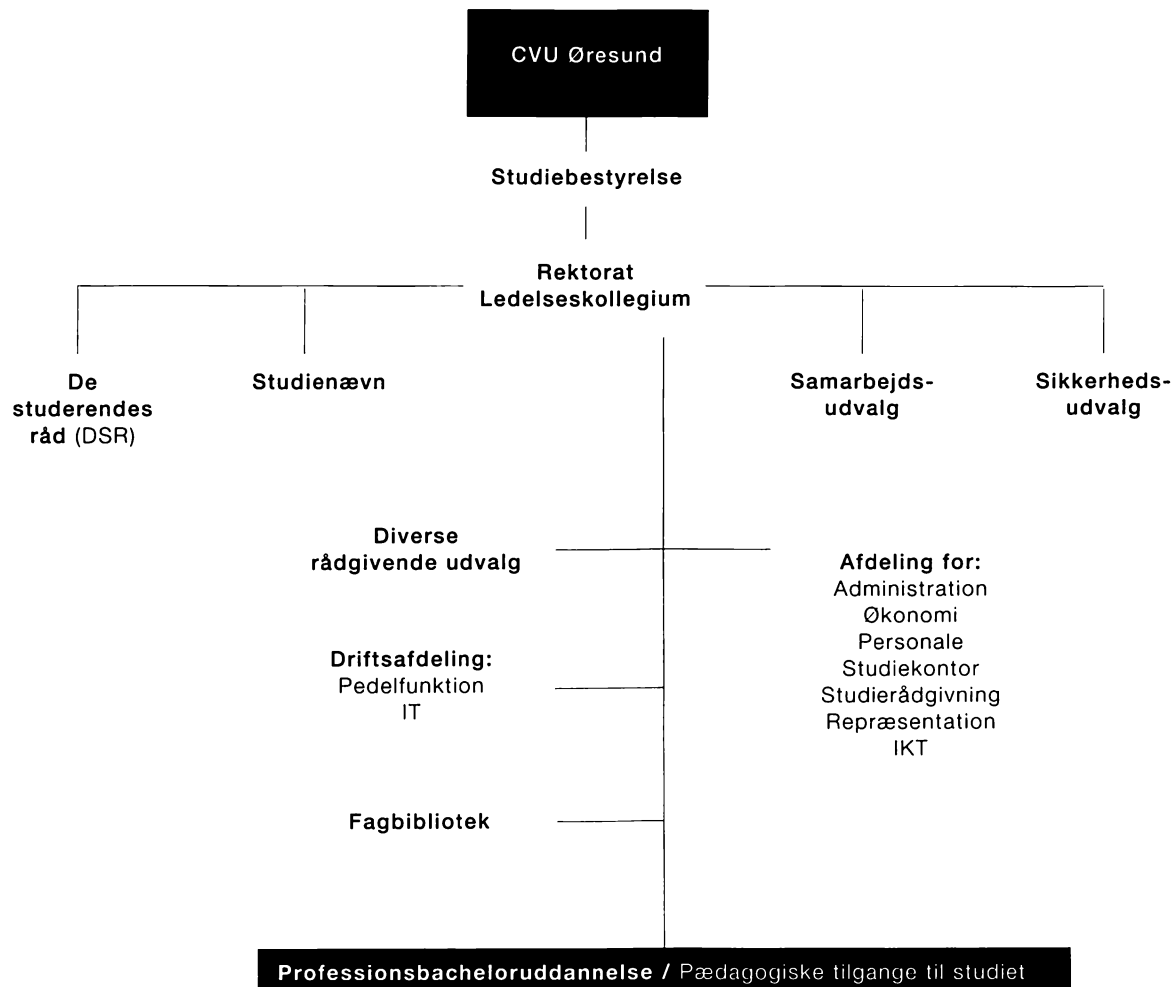 CVU Øresund
Studiebestyrelse
Rektorat
Ledelseskollegium
De
studerendes
råd (DSR)
Studienævn
Samarbejds-
udvalg
Sikkerheds-
udvalg
Diverse
rådgivende udvalg
Afdeling for:
Administration
Økonomi
Personale
Studiekontor
Studierådgivning
Repræsentation
IKT
Driftsafdeling:
Pedelfunktion
IT
Fagbibliotek
Professionsbacheloruddannelse / Pædagogiske tilgange til studiet